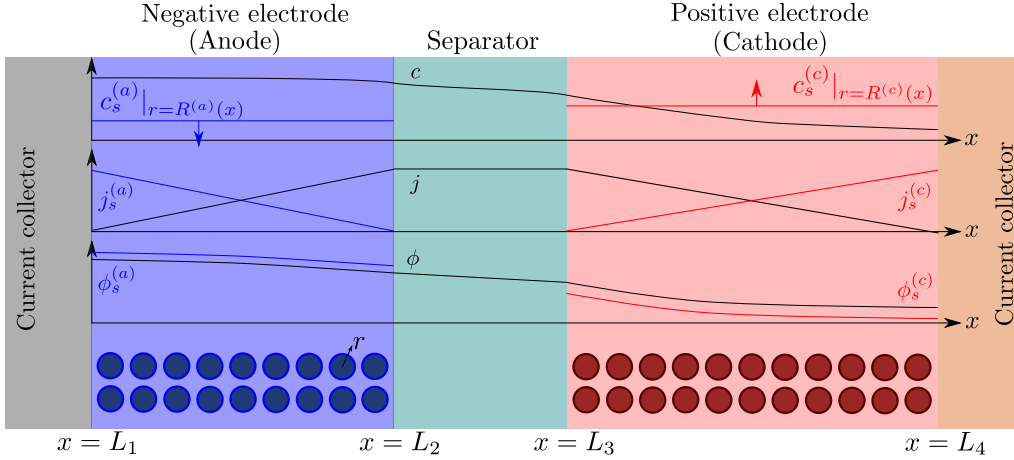 Negative electrode
(Anode)
Separator
Positive electrode
(Cathode)
Current collector
c
c_s^{(a)}|_{r=R^{(a)}(x)}
c_s^{(c)}|_{r=R^{(c)}(x)}
x
j_s^{(a)}
j
j_s^{(c)}
x
ϕ_s^{(a)}
ϕ
ϕ_s^{(c)}
x
r
Current collector
x = L_1
x = L_2
x = L_3
x = L_4